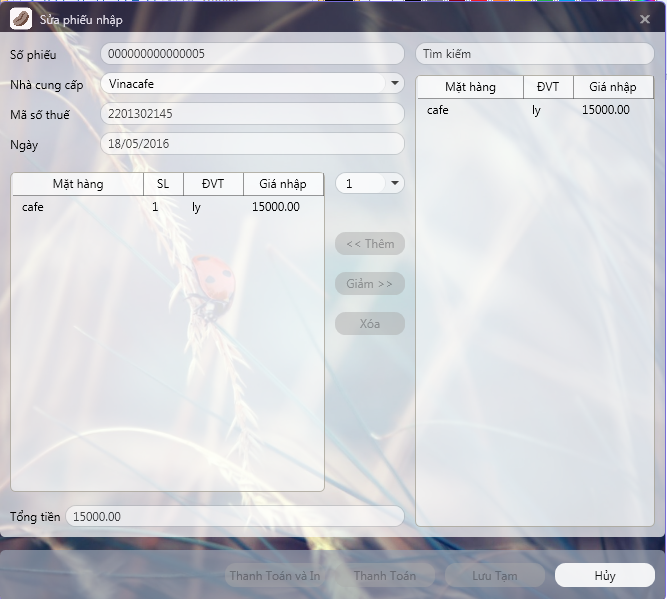 Sửa phiếu nhập
Số phiếu 000000000000005
Nhà cung cấp Vinacafe
Mã số thuế 2201302145
Ngày 18/05/2016
Mặt hàng SL ĐVT Giá nhập
cafe 1 ly 15000.00
Tổng tiền 15000.00
1
<< Thêm
Giảm >>
Xóa
Tìm kiếm
Mặt hàng ĐVT Giá nhập
cafe ly 15000.00
Thanh Toán và In Thanh Toán Lưu Tạm Hủy